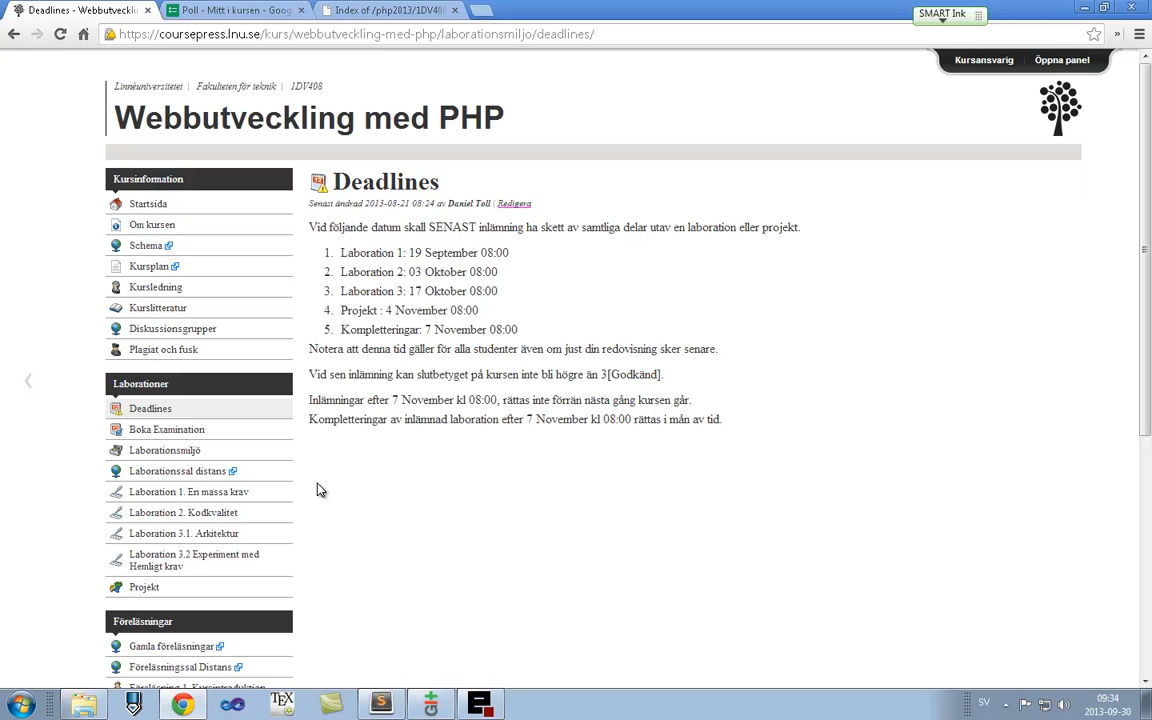 Deadlines - Webbutveckling
Poll - Mitt i kursen - Goog
Index of /php2013/1DV408
SMART Ink
https://coursepress.lnu.se/kurs/webbutveckling-med-php/laborationsmiljo/deadlines/
Kursansvarig
Öppna panel
Linnéuniversitetet | Fakulteten för teknik | 1DV408
Webbutveckling med PHP
Kursinformation
Startsida
Om kursen
Schema
Kursplan
Kursledning
Kurslitteratur
Diskussionsgrupper
Plagiat och fusk
Laborationer
Deadlines
Boka Examination
Laborationsmiljö
Laborationssal distans
Laboration 1. En massa krav
Laboration 2. Kodkvalitet
Laboration 3.1. Arkitektur
Laboration 3.2 Experiment med
Hemligt krav
Projekt
Föreläsningar
Gamla föreläsningar
Föreläsningssal Distans
Föreläsning 1. Kursintroduktion
Deadlines
Senast ändrad 2013-08-21 08:24 av Daniel Toll | Redigera
Vid följande datum skall SENAST inlämning ha skett av samtliga delar utav en laboration eller projekt.
1. Laboration 1: 19 September 08:00
2. Laboration 2: 03 Oktober 08:00
3. Laboration 3: 17 Oktober 08:00
4. Projekt : 4 November 08:00
5. Kompletteringar: 7 November 08:00
Notera att denna tid gäller för alla studenter även om just din redovisning sker senare.
Vid sen inlämning kan slutbetyget på kursen inte bli högre än 3[Godkänd].
Inlämningar efter 7 November kl 08:00, rättas inte förrän nästa gång kursen går.
Kompletteringar av inlämnad laboration efter 7 November kl 08:00 rättas i mån av tid.
SV
09:34
2013-09-30